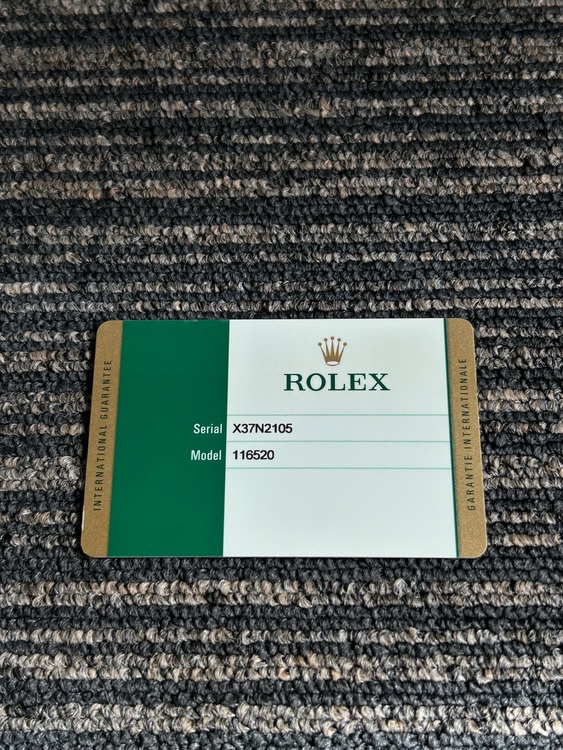 INTERNATIONAL GUARANTEE
ROLEX
Serial X37N2105
Model 116520
GARANTIE INTERNATIONALE